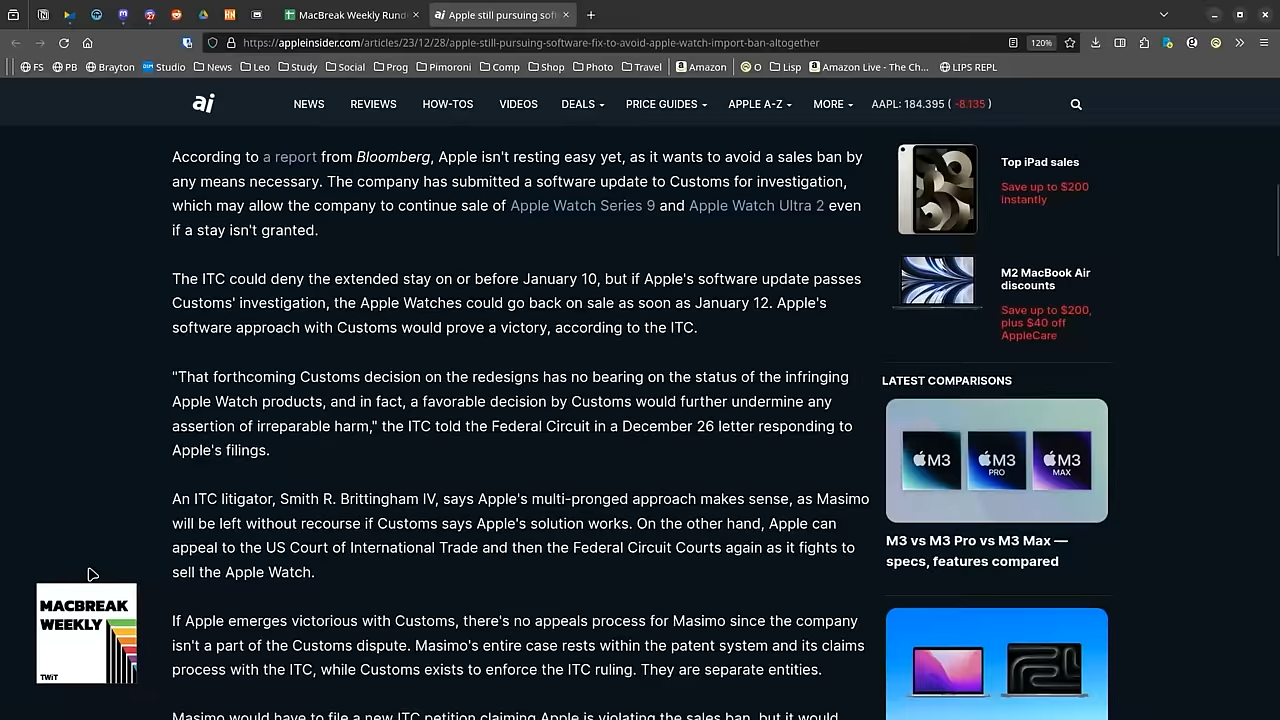 MacBreak Weekly Rund
Apple still pursuing soft
https://appleinsider.com/articles/23/12/28/apple-still-pursuing-software-fix-to-avoid-apple-watch-import-ban-altogether
120%
FS PB Brayton Studio News Leo Study Social Prog Pimoroni Comp Shop Photo Travel Amazon O Lisp Amazon Live - The Ch... LIPS REPL
ai NEWS REVIEWS HOW-TOS VIDEOS DEALS PRICE GUIDES APPLE A-Z MORE AAPL: 184.395 ( -8.135 )
According to a report from Bloomberg, Apple isn't resting easy yet, as it wants to avoid a sales ban by
any means necessary. The company has submitted a software update to Customs for investigation,
which may allow the company to continue sale of Apple Watch Series 9 and Apple Watch Ultra 2 even
if a stay isn't granted.
The ITC could deny the extended stay on or before January 10, but if Apple's software update passes
Customs' investigation, the Apple Watches could go back on sale as soon as January 12. Apple's
software approach with Customs would prove a victory, according to the ITC.
"That forthcoming Customs decision on the redesigns has no bearing on the status of the infringing
Apple Watch products, and in fact, a favorable decision by Customs would further undermine any
assertion of irreparable harm," the ITC told the Federal Circuit in a December 26 letter responding to
Apple's filings.
An ITC litigator, Smith R. Brittingham IV, says Apple's multi-pronged approach makes sense, as Masimo
will be left without recourse if Customs says Apple's solution works. On the other hand, Apple can
appeal to the US Court of International Trade and then the Federal Circuit Courts again as it fights to
sell the Apple Watch.
If Apple emerges victorious with Customs, there's no appeals process for Masimo since the company
isn't a part of the Customs dispute. Masimo's entire case rests within the patent system and its claims
process with the ITC, while Customs exists to enforce the ITC ruling. They are separate entities.
Masimo would have to file a new ITC petition claiming Apple is violating the sales ban, but it would
Top iPad sales
Save up to $200
instantly
M2 MacBook Air
discounts
Save up to $200,
plus $40 off
AppleCare
LATEST COMPARISONS
M3
M3
PRO
M3
MAX
M3 vs M3 Pro vs M3 Max —
specs, features compared
MACBREAK
WEEKLY
TWiT